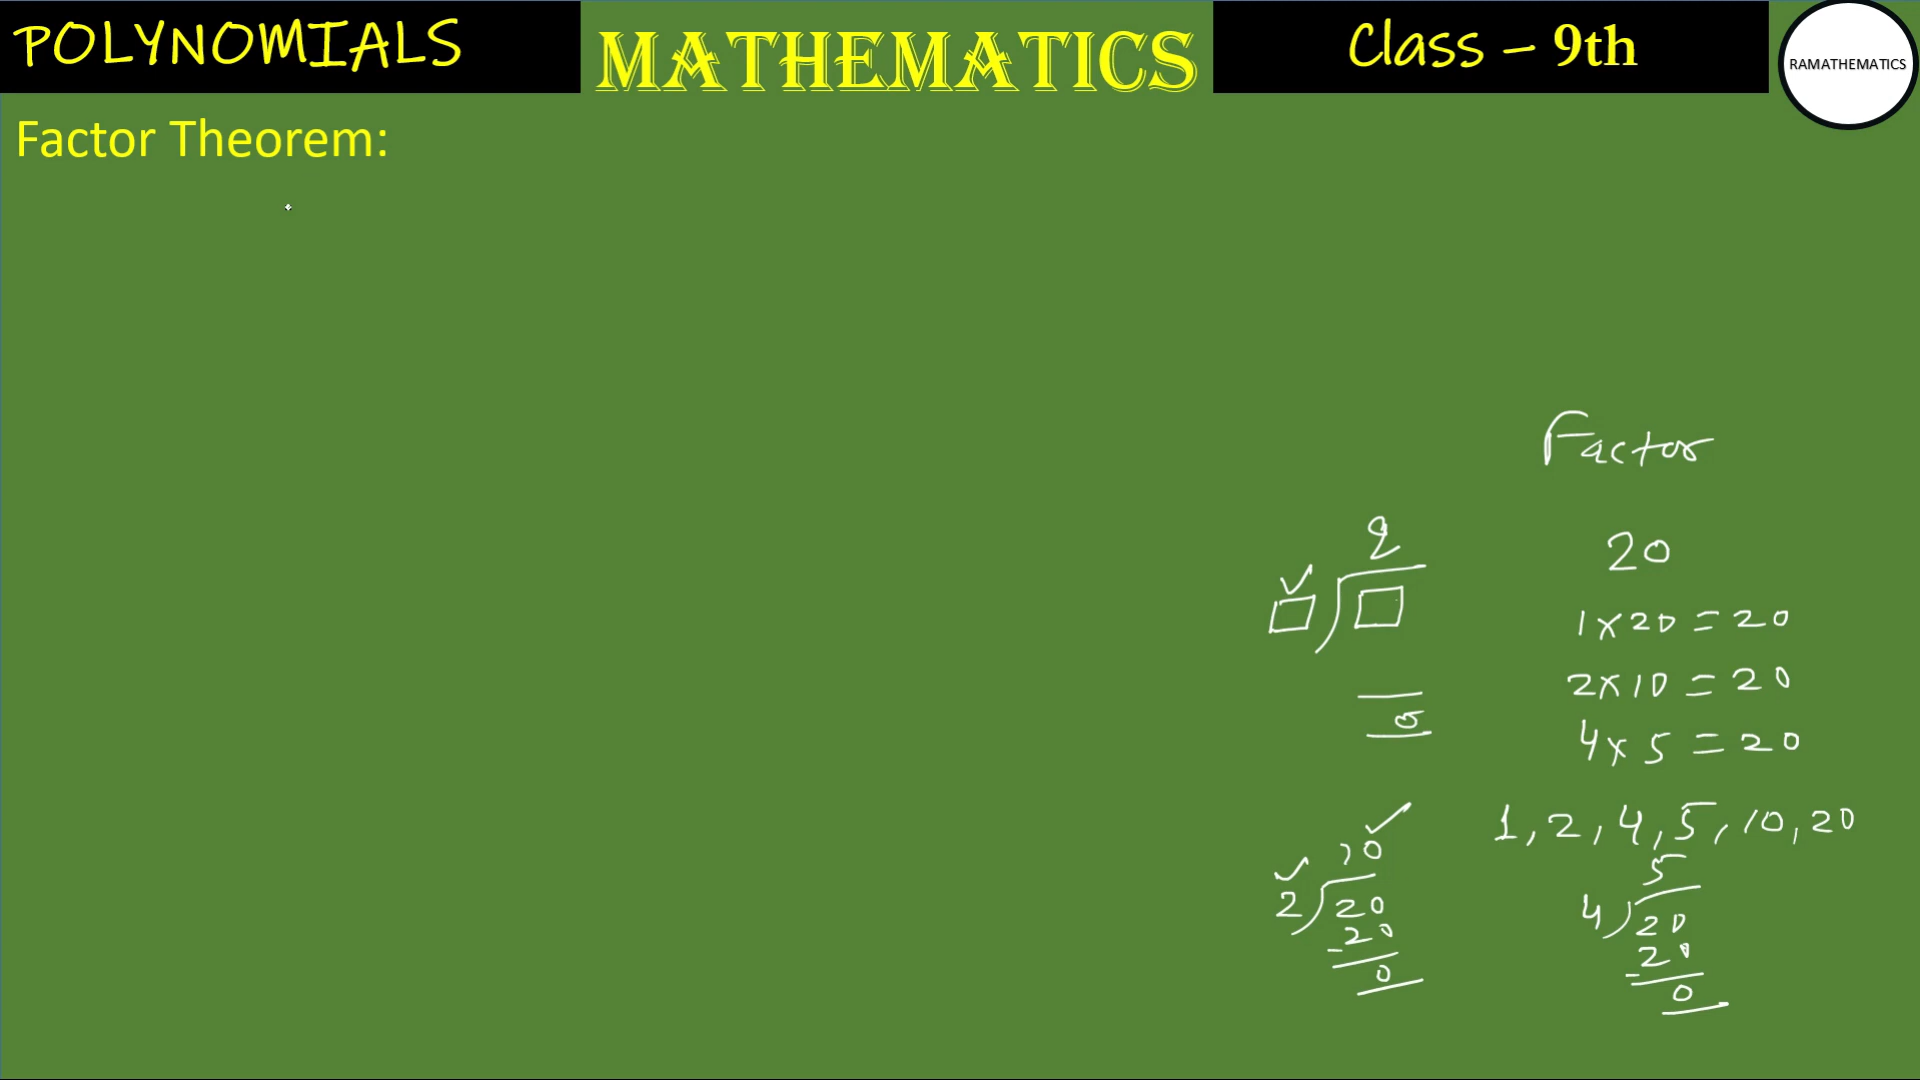 POLYNOMIALS
MATHEMATICS
Class – 9th
RAMATHEMATICS
Factor Theorem:
Factor
20
1 x 20 = 20
2 x 10 = 20
4 x 5 = 20
1, 2, 4, 5, 10, 20
q
0
10
2) 20
- 20
0
5
4) 20
- 20
0